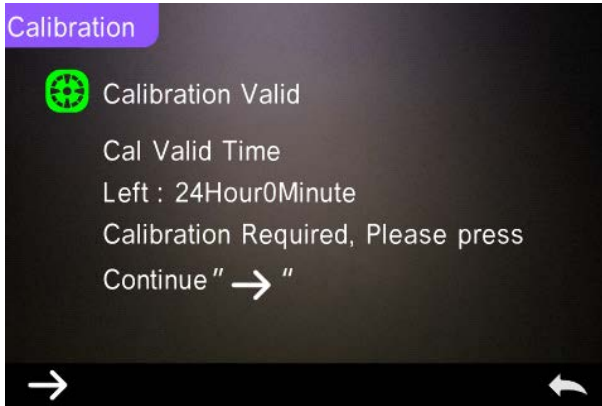 Calibration
Calibration Valid
Cal Valid Time
Left : 24Hour0Minute
Calibration Required, Please press
Continue " → "